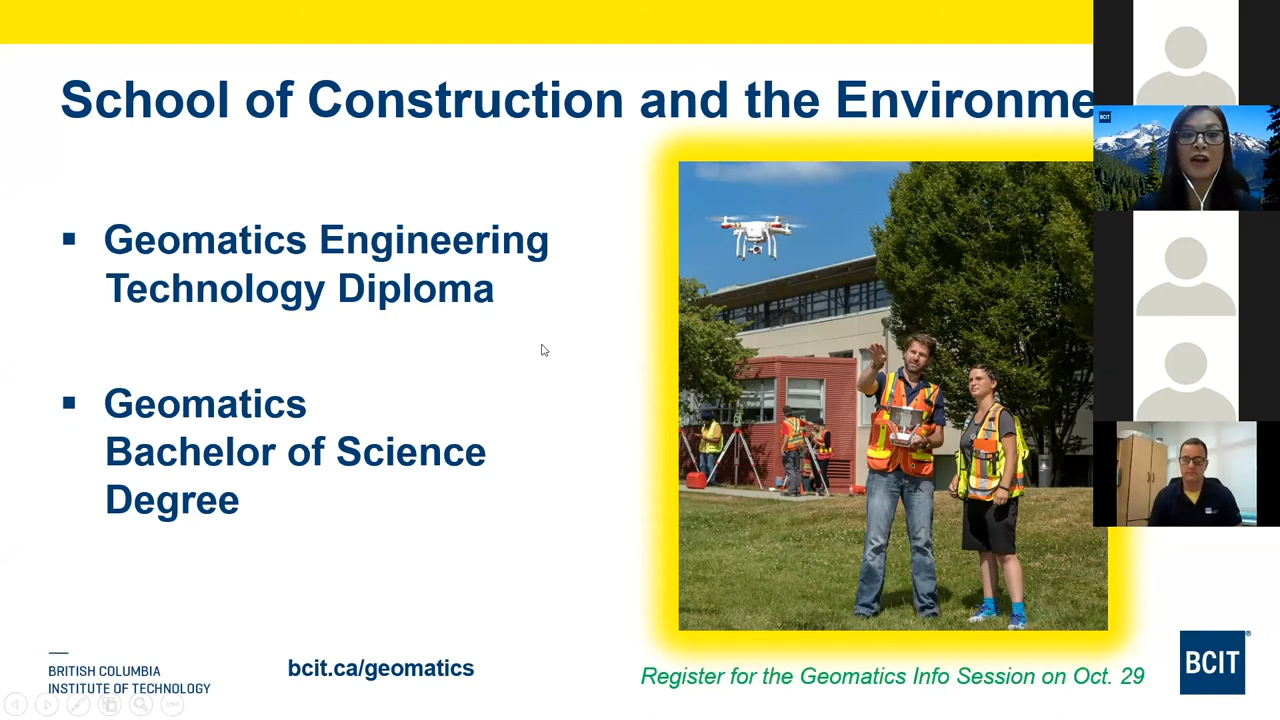 School of Construction and the Environme
BCIT
▪ Geomatics Engineering
Technology Diploma
▪ Geomatics
Bachelor of Science
Degree
BRITISH COLUMBIA
INSTITUTE OF TECHNOLOGY
bcit.ca/geomatics
Register for the Geomatics Info Session on Oct. 29
BCIT®